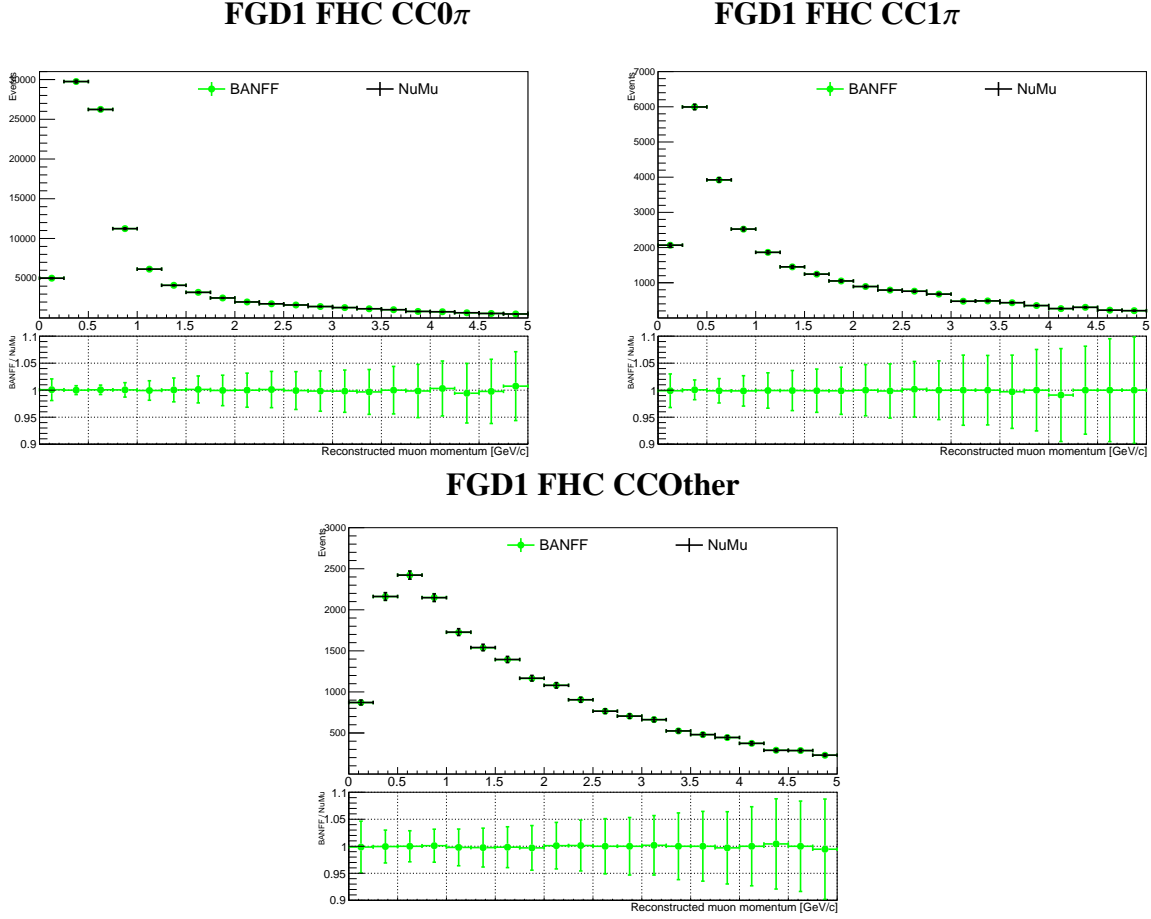 FGD1 FHC CC0π
FGD1 FHC CC1π
Events
30000
25000
20000
15000
10000
5000
BANFF
NuMu
0 0.5 1 1.5 2 2.5 3 3.5 4 4.5 5
BANFF / NuMu
1.1
1.05
1
0.95
0.9
Reconstructed muon momentum [GeV/c]
Events
7000
6000
5000
4000
3000
2000
1000
BANFF
NuMu
0 0.5 1 1.5 2 2.5 3 3.5 4 4.5 5
BANFF / NuMu
1.1
1.05
1
0.95
0.9
Reconstructed muon momentum [GeV/c]
FGD1 FHC CCOther
Events
3000
2500
2000
1500
1000
500
BANFF
NuMu
0 0.5 1 1.5 2 2.5 3 3.5 4 4.5 5
BANFF / NuMu
1.1
1.05
1
0.95
0.9
Reconstructed muon momentum [GeV/c]